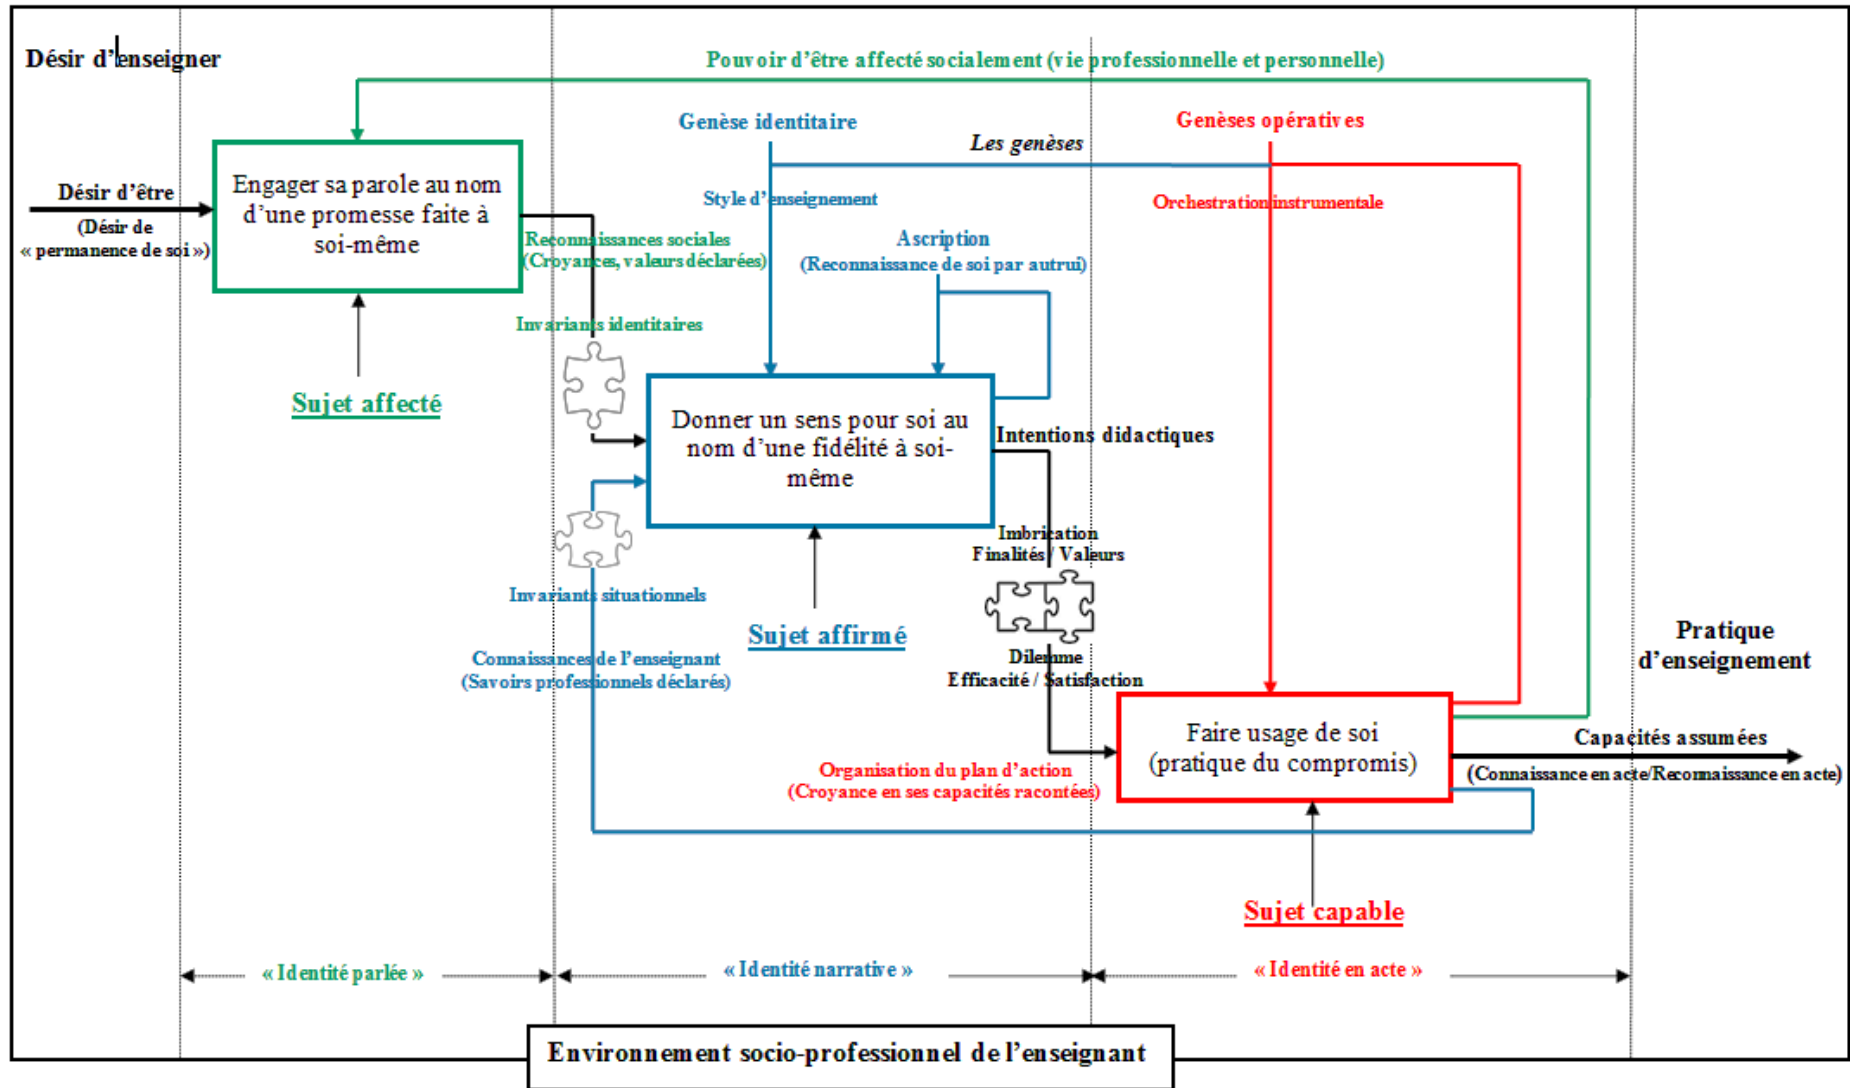 Désir d’enseigner
Pouvoir d’être affecté socialement (vie professionnelle et personnelle)
Genèse identitaire
Genèses opératives
Les genèses
Engager sa parole au nom
d’une promesse faite à
soi-même
Désir d’être
(Désir de
« permanence de soi »)
Style d’enseignement
Orchestration instrumentale
Reconnaissances sociales
(Croyances, valeurs déclarées)
Ascription
(Reconnaissance de soi par autrui)
Invariants identitaires
Sujet affecté
Donner un sens pour soi au
nom d’une fidélité à soi-
même
Intentions didactiques
Imbrication
Finalités / Valeurs
Invariants situationnels
Sujet affirmé
Connaissances de l’enseignant
(Savoirs professionnels déclarés)
Dilemme
Efficacité / Satisfaction
Pratique
d’enseignement
Faire usage de soi
(pratique du compromis)
Capacités assumées
(Connaissance en acte/Reconnaissance en acte)
Organisation du plan d’action
(Croyance en ses capacités racontées)
Sujet capable
« Identité parlée »
« Identité narrative »
« Identité en acte »
Environnement socio-professionnel de l’enseignant